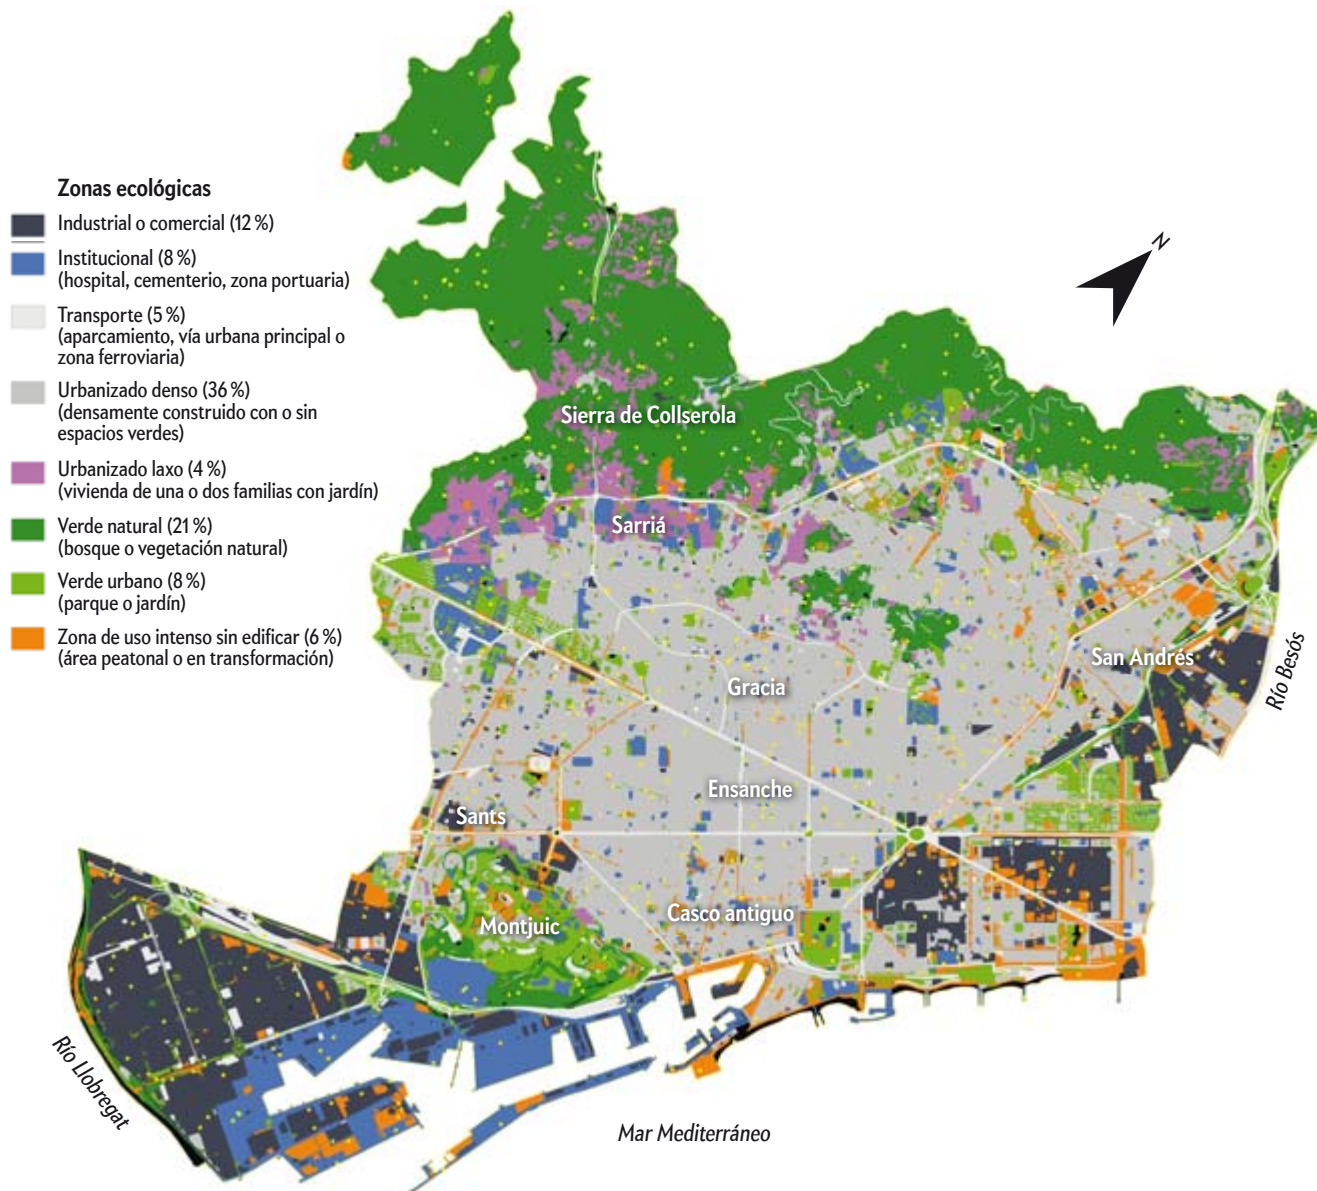 Zonas ecológicas
Industrial o comercial (12 %)
Institucional (8 %)
(hospital, cementerio, zona portuaria)
Transporte (5 %)
(aparcamiento, vía urbana principal o
zona ferroviaria)
Urbanizado denso (36 %)
(densamente construido con o sin
espacios verdes)
Urbanizado laxo (4 %)
(vivienda de una o dos familias con jardín)
Verde natural (21 %)
(bosque o vegetación natural)
Verde urbano (8 %)
(parque o jardín)
Zona de uso intenso sin edificar (6 %)
(área peatonal o en transformación)
N
Sierra de Collserola
Sarriá
San Andrés
Río Besós
Gracia
Ensanche
Sants
Casco antiguo
Montjuic
Río Llobregat
Mar Mediterráneo